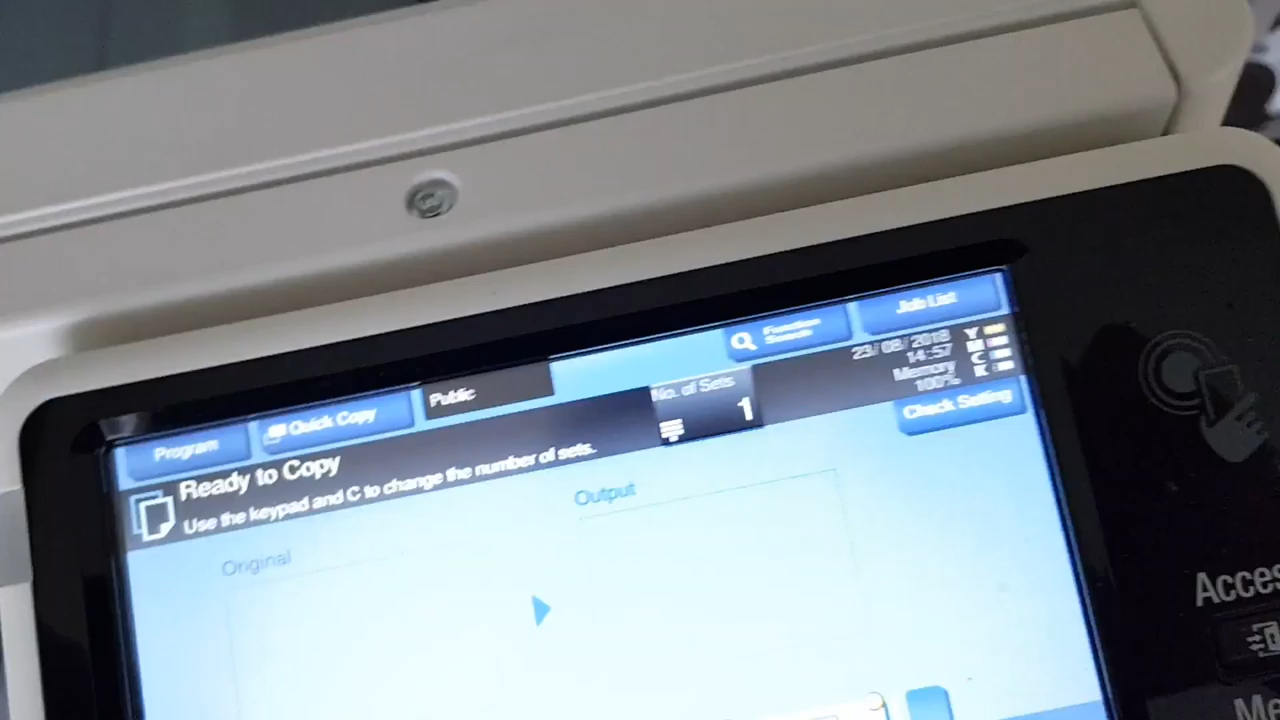 Function
Search
Job List
Program
Quick Copy
Public
No. of Sets
1
23/08/2018
14:57
Memory
100%
Y
M
C
K
Ready to Copy
Use the keypad and C to change the number of sets.
Check Setting
Original
Output
Acces
Me